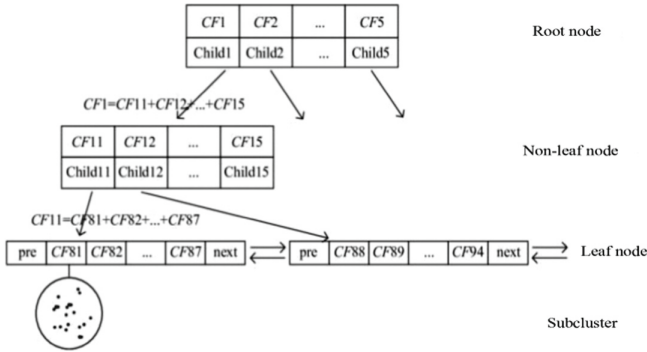 CF1 CF2 ... CF5 Root node
Child1 Child2 ... Child5
CF1=CF11+CF12+...+CF15
CF11 CF12 ... CF15 Non-leaf node
Child11 Child12 ... Child15
CF11=CF81+CF82+...+CF87
pre CF81 CF82 ... CF87 next pre CF88 CF89 ... CF94 next Leaf node
Subcluster